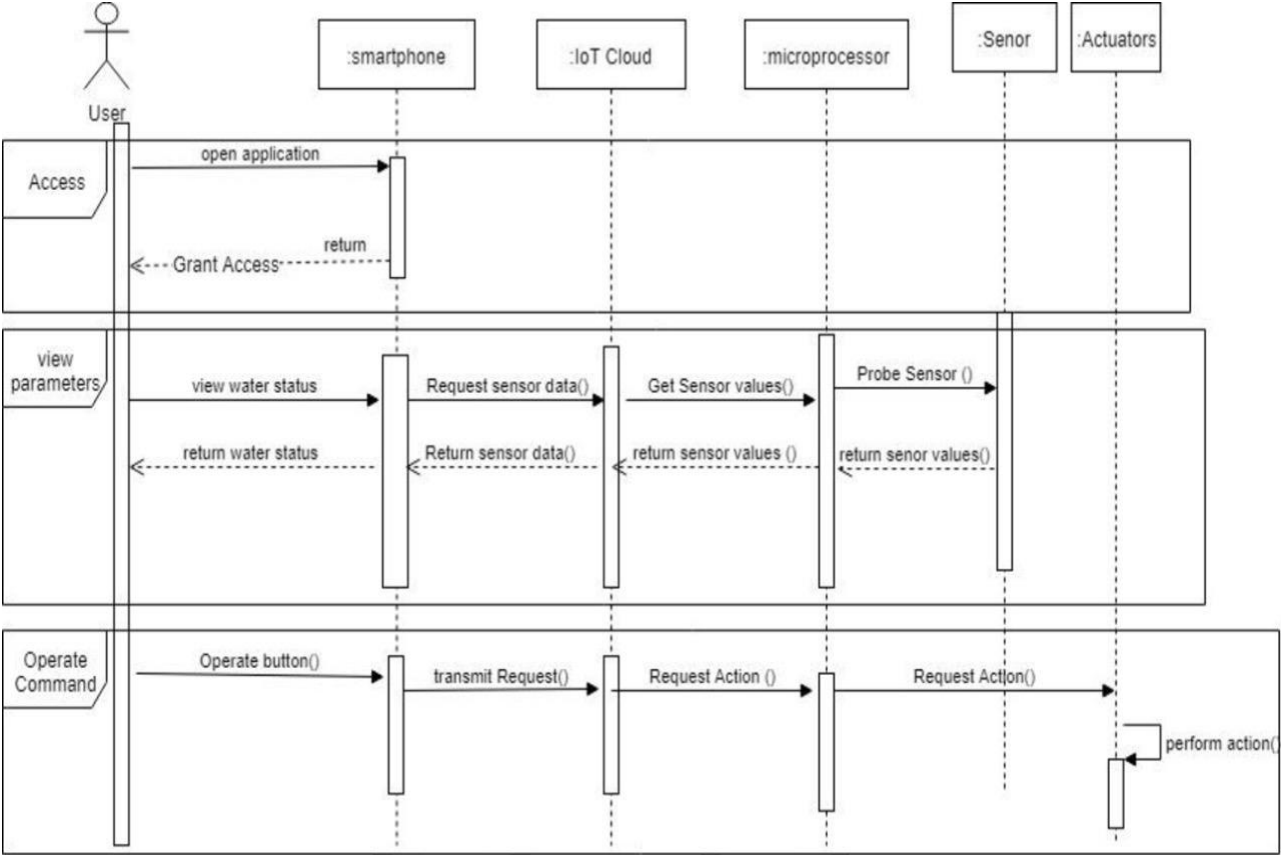 User
:smartphone
:IoT Cloud
:microprocessor
:Senor
:Actuators
Access
open application
return
Grant Access
view
parameters
view water status
Request sensor data()
Get Sensor values()
Probe Sensor ()
return water status
Return sensor data()
return sensor values ()
return senor values()
Operate
Command
Operate button()
transmit Request()
Request Action ()
Request Action()
perform action()